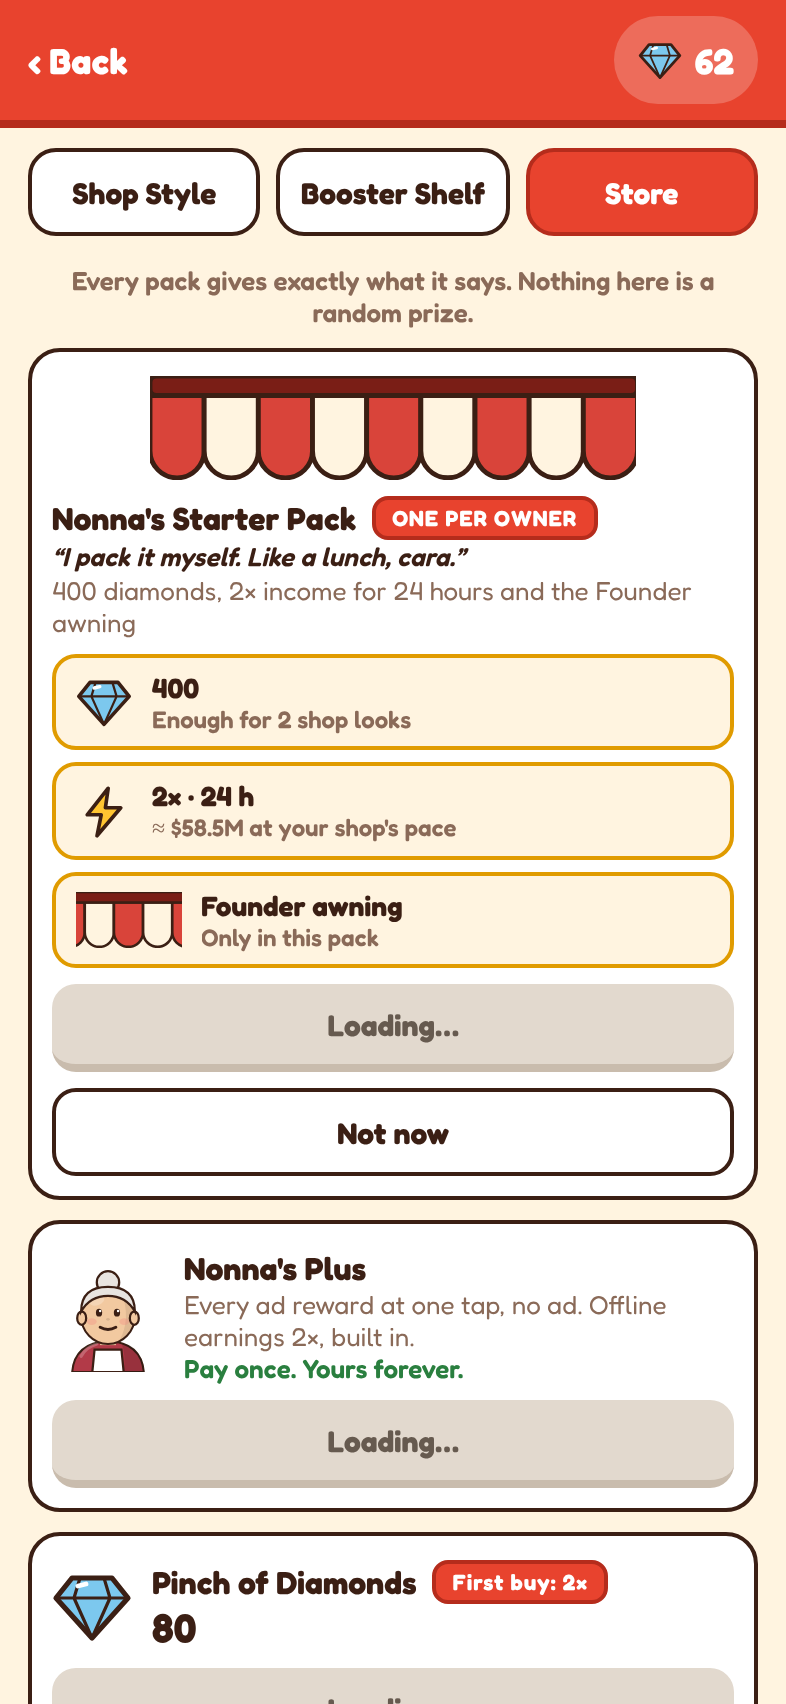 ‹ Back
62
Shop Style
Booster Shelf
Store
Every pack gives exactly what it says. Nothing here is a
random prize.
Nonna's Starter Pack
ONE PER OWNER
“I pack it myself. Like a lunch, cara.”
400 diamonds, 2× income for 24 hours and the Founder
awning
400
Enough for 2 shop looks
2× · 24 h
≈ $58.5M at your shop's pace
Founder awning
Only in this pack
Loading...
Not now
Nonna's Plus
Every ad reward at one tap, no ad. Offline
earnings 2×, built in.
Pay once. Yours forever.
Loading...
Pinch of Diamonds
First buy: 2×
80